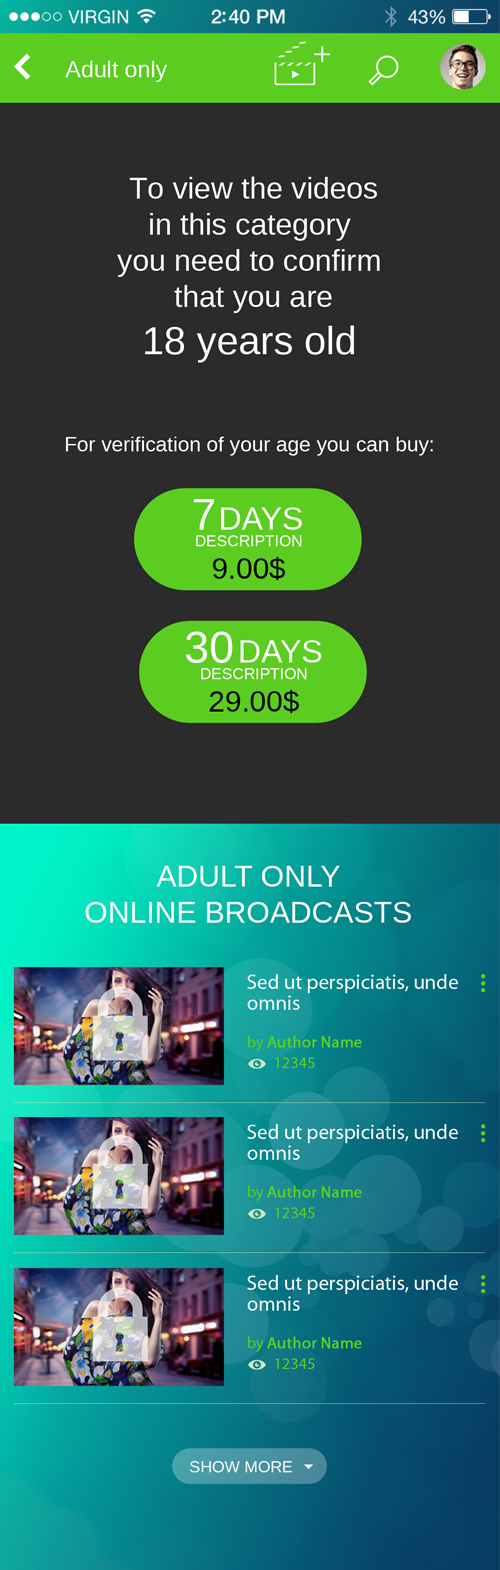 VIRGIN 2:40 PM 43%
Adult only
To view the videos
in this category
you need to confirm
that you are
18 years old
For verification of your age you can buy:
7 DAYS
DESCRIPTION
9.00$
30 DAYS
DESCRIPTION
29.00$
ADULT ONLY
ONLINE BROADCASTS
Sed ut perspiciatis, unde
omnis
by Author Name
12345
Sed ut perspiciatis, unde
omnis
by Author Name
12345
Sed ut perspiciatis, unde
omnis
by Author Name
12345
SHOW MORE